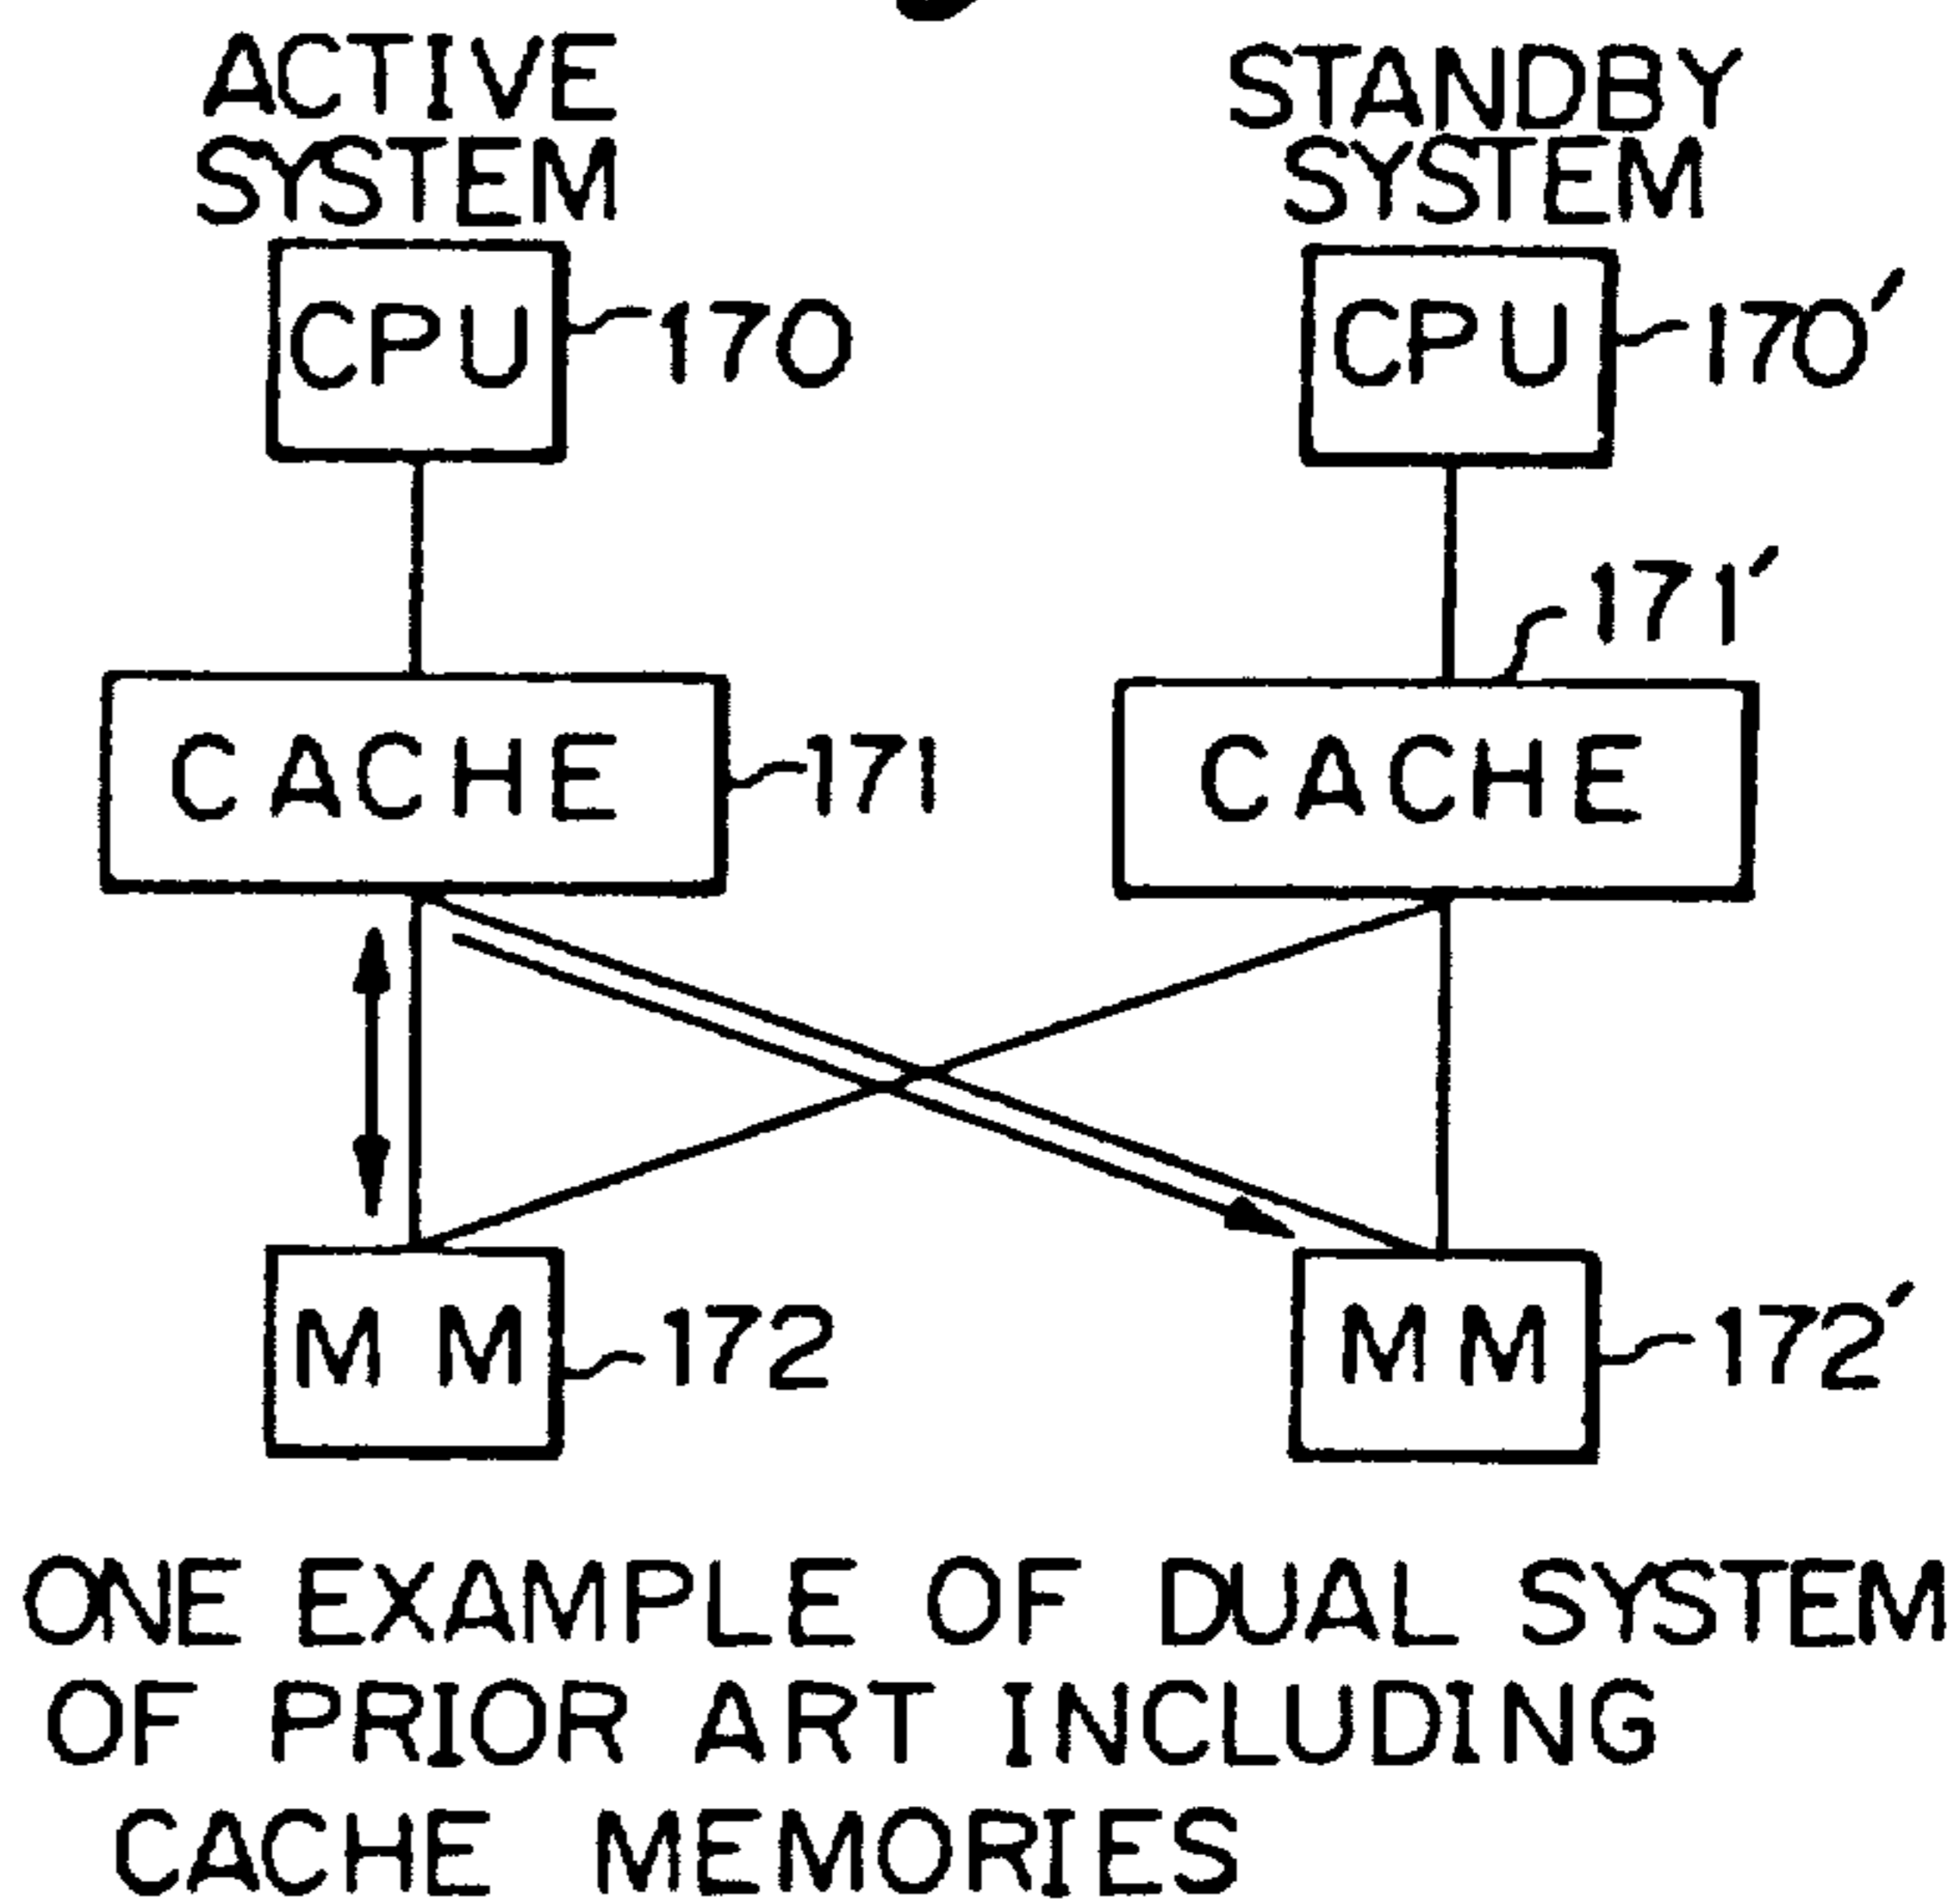 ACTIVE SYSTEM
STANDBY SYSTEM
CPU 170
CPU 170′
CACHE 171
CACHE 171′
MM 172
MM 172′
ONE EXAMPLE OF DUAL SYSTEM
OF PRIOR ART INCLUDING
CACHE MEMORIES